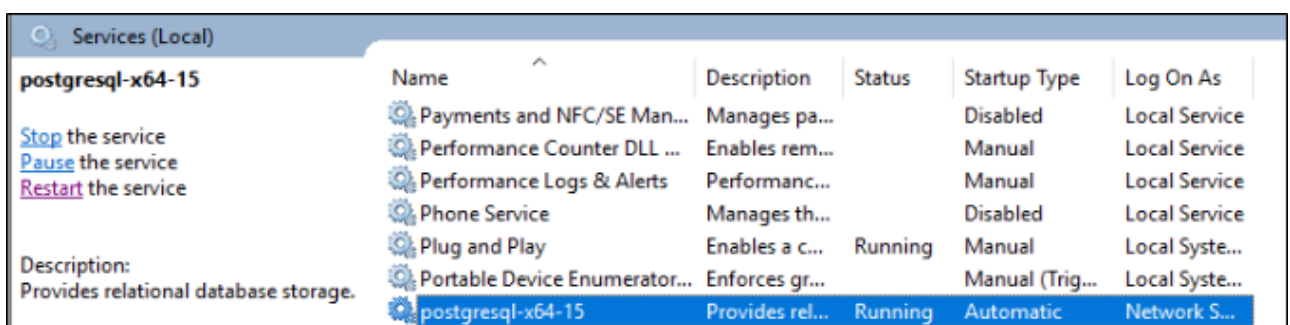 Services (Local)
postgresql-x64-15
Stop the service
Pause the service
Restart the service
Description:
Provides relational database storage.
Name Description Status Startup Type Log On As
Payments and NFC/SE Man... Manages pa... Disabled Local Service
Performance Counter DLL ... Enables rem... Manual Local Service
Performance Logs & Alerts Performanc... Manual Local Service
Phone Service Manages th... Disabled Local Service
Plug and Play Enables a c... Running Manual Local Syste...
Portable Device Enumerator... Enforces gr... Manual (Trig... Local Syste...
postgresql-x64-15 Provides rel... Running Automatic Network S...